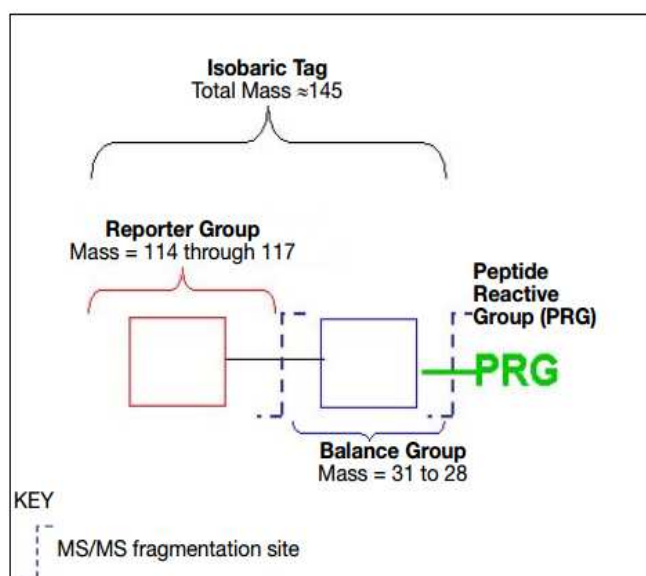 Isobaric Tag
Total Mass ≈145
Reporter Group
Mass = 114 through 117
Peptide
Reactive
Group (PRG)
PRG
Balance Group
Mass = 31 to 28
KEY
MS/MS fragmentation site